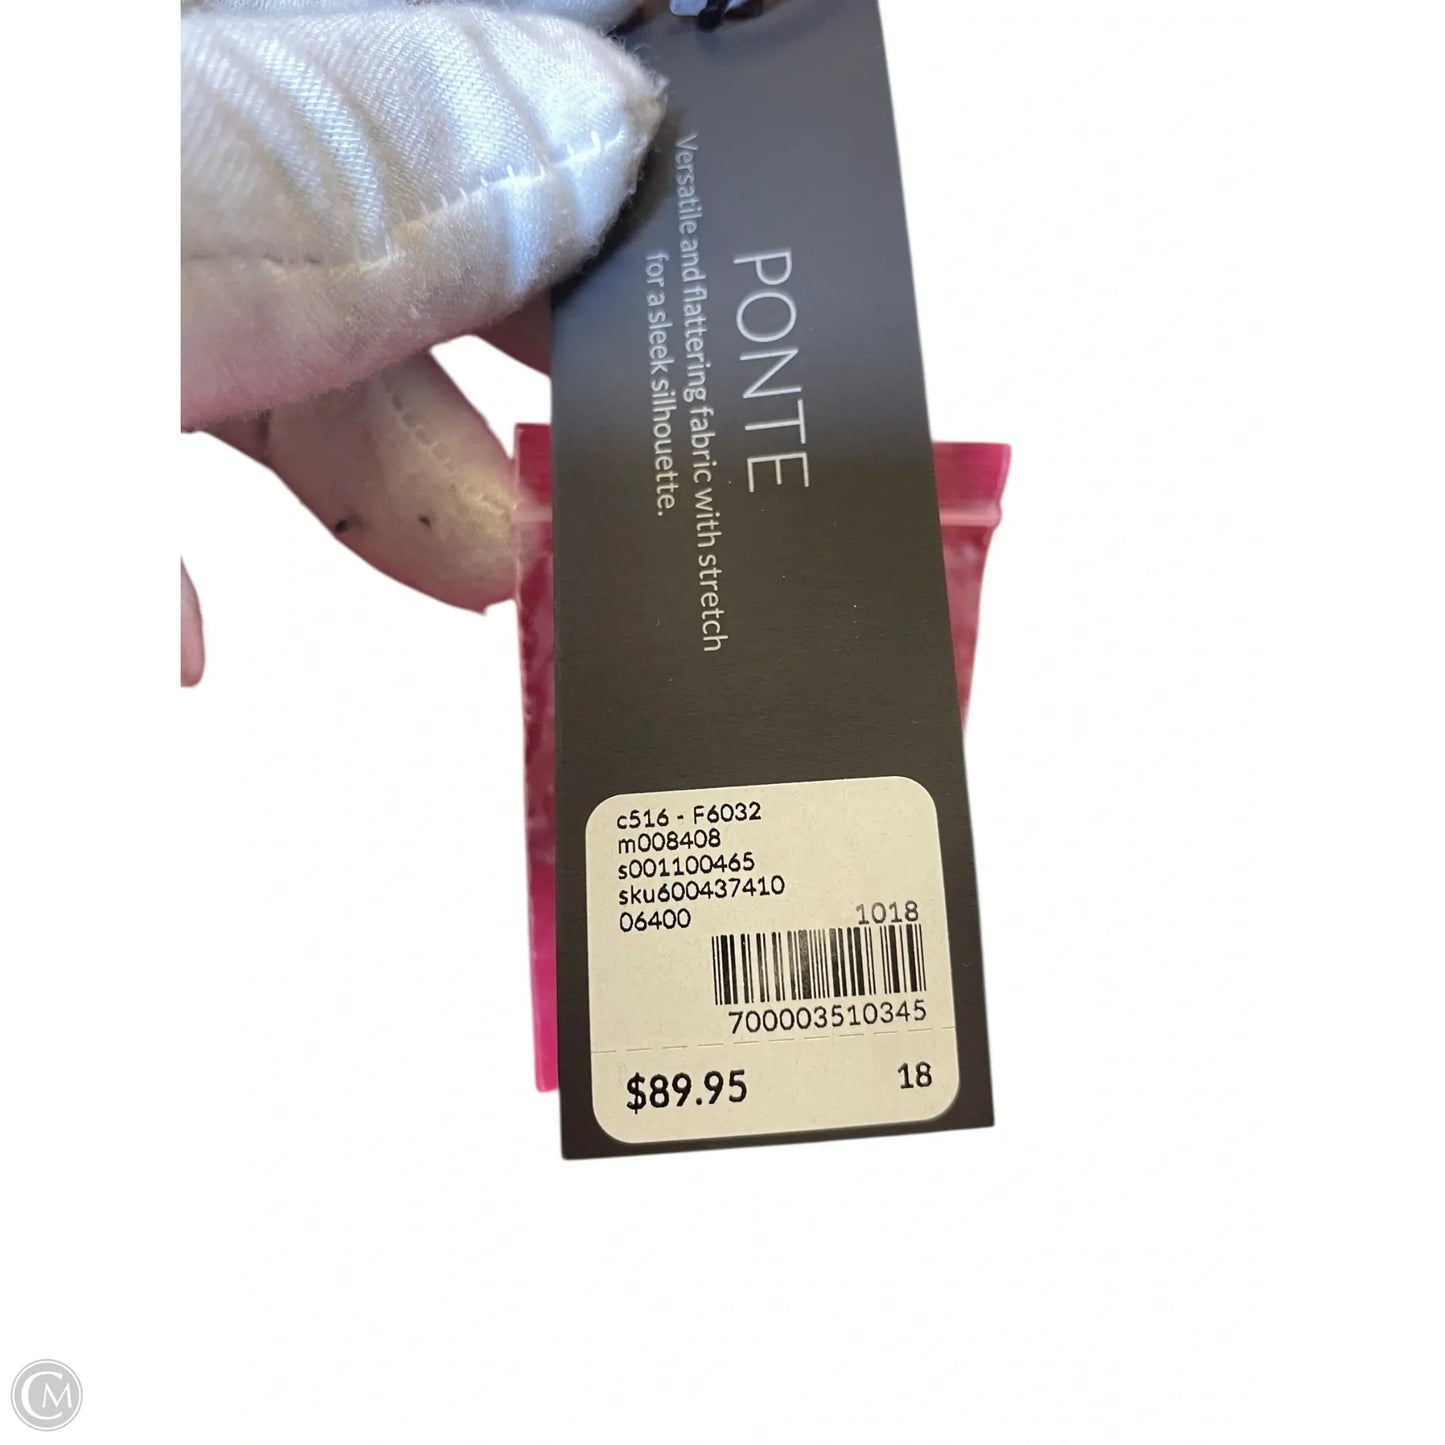 PONTE
Versatile and flattering fabric with stretch
for a sleek silhouette.
c516 - F6032
m008408
s001100465
sku600437410
06400
1018
700003510345
$89.95
18
CM